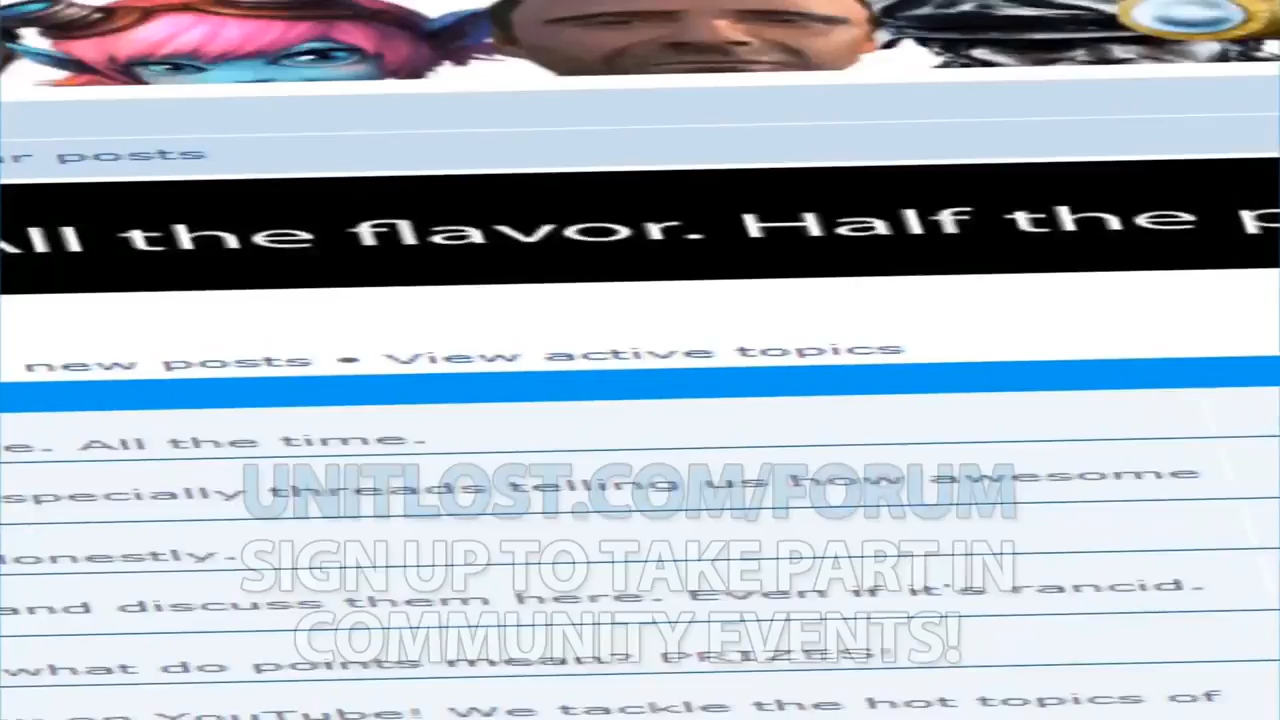 posts
All the flavor. Half the
new posts • View active topics
e. All the time.
specially threads telling us how awesome
UNITLOST.COM/FORUM
Honestly.
SIGN UP TO TAKE PART IN
and discuss them here. Even if it's rancid.
COMMUNITY EVENTS!
what do points mean? PRIZES!
on YouTube! We tackle the hot topics of